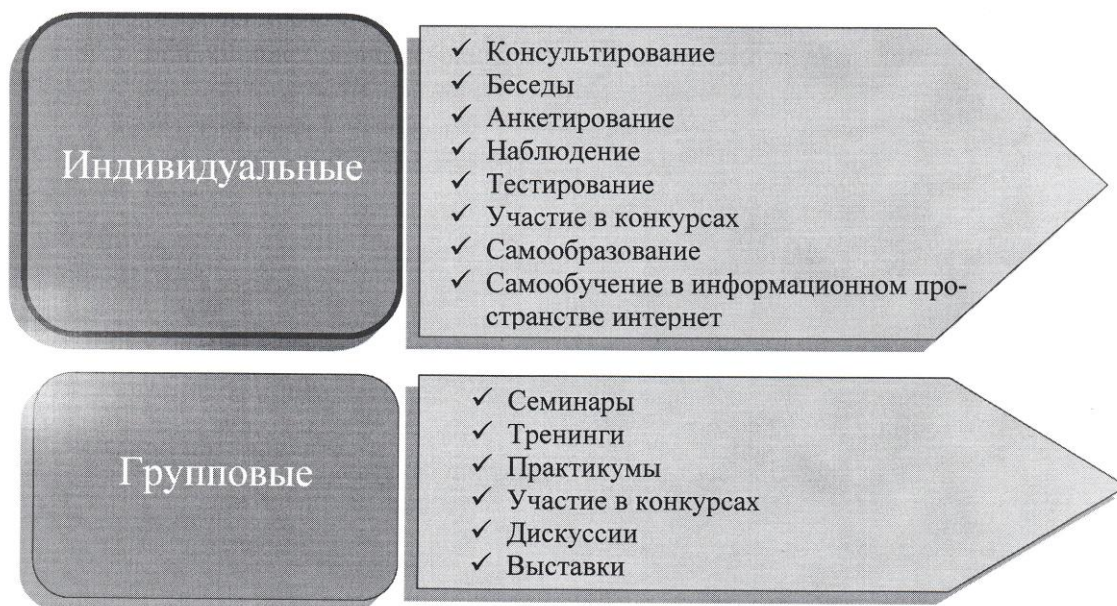 Индивидуальные
✓ Консультирование
✓ Беседы
✓ Анкетирование
✓ Наблюдение
✓ Тестирование
✓ Участие в конкурсах
✓ Самообразование
✓ Самообучение в информационном про-
странстве интернет
Групповые
✓ Семинары
✓ Тренинги
✓ Практикумы
✓ Участие в конкурсах
✓ Дискуссии
✓ Выставки